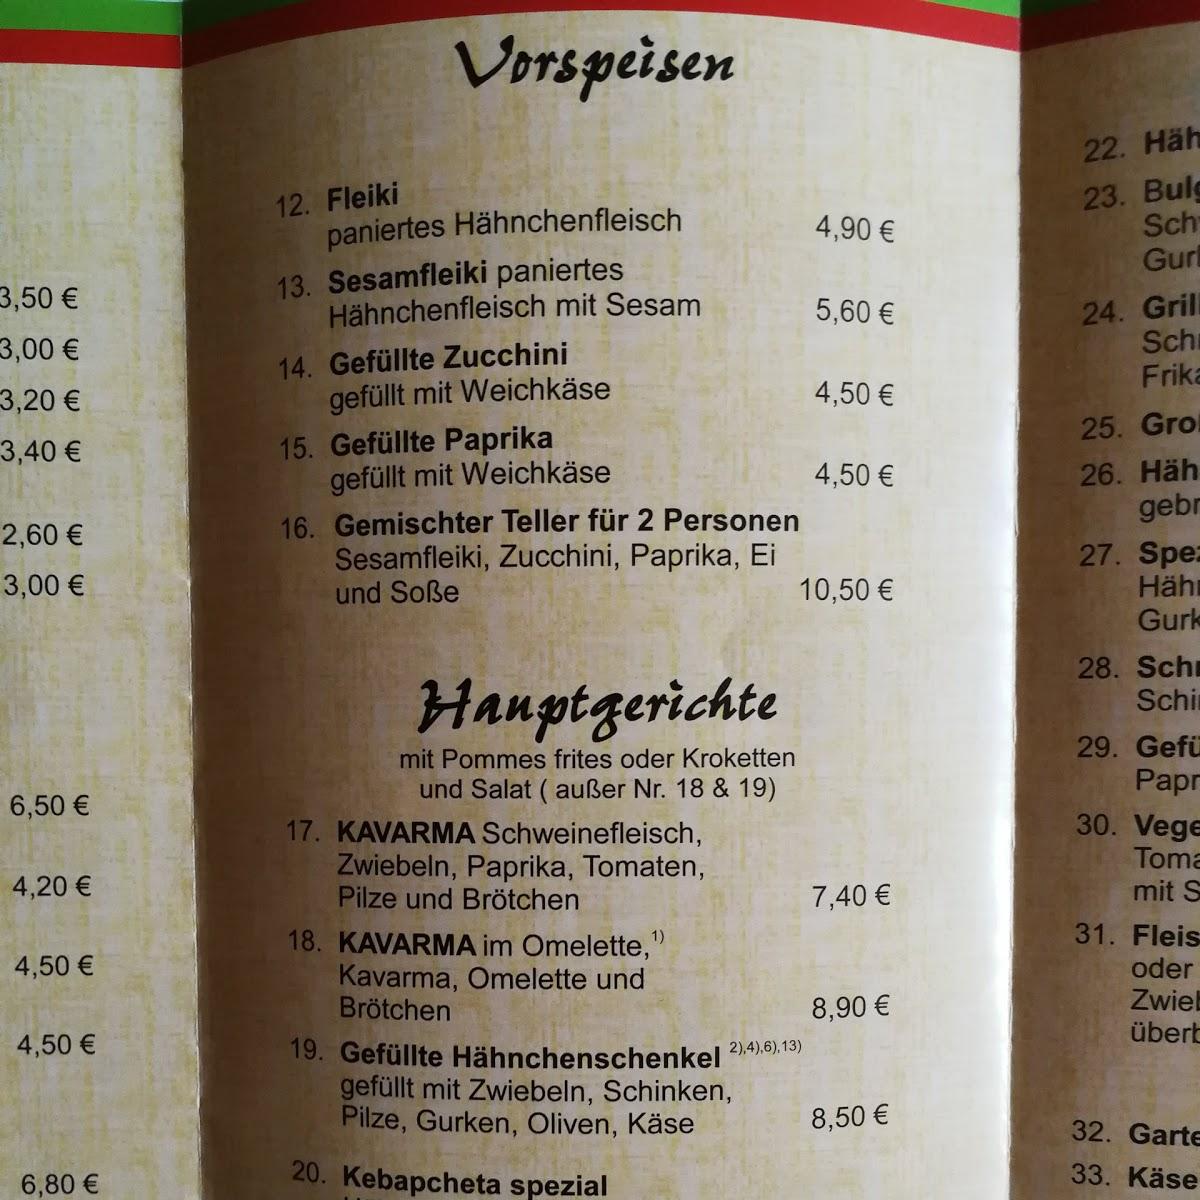 3,50 €
3,00 €
3,20 €
3,40 €
2,60 €
3,00 €
6,50 €
4,20 €
4,50 €
4,50 €
6,80 €
Vorspeisen
12. Fleiki
paniertes Hähnchenfleisch 4,90 €
13. Sesamfleiki paniertes
Hähnchenfleisch mit Sesam 5,60 €
14. Gefüllte Zucchini
gefüllt mit Weichkäse 4,50 €
15. Gefüllte Paprika
gefüllt mit Weichkäse 4,50 €
16. Gemischter Teller für 2 Personen
Sesamfleiki, Zucchini, Paprika, Ei
und Soße 10,50 €
Hauptgerichte
mit Pommes frites oder Kroketten
und Salat ( außer Nr. 18 & 19)
17. KAVARMA Schweinefleisch,
Zwiebeln, Paprika, Tomaten,
Pilze und Brötchen 7,40 €
18. KAVARMA im Omelette,1)
Kavarma, Omelette und
Brötchen 8,90 €
19. Gefüllte Hähnchenschenkel 2),4),6),13)
gefüllt mit Zwiebeln, Schinken,
Pilze, Gurken, Oliven, Käse 8,50 €
20. Kebapcheta spezial
22.
23.
24.
25.
26.
27.
28.
29.
30.
mit
31.
oder
32.
33.